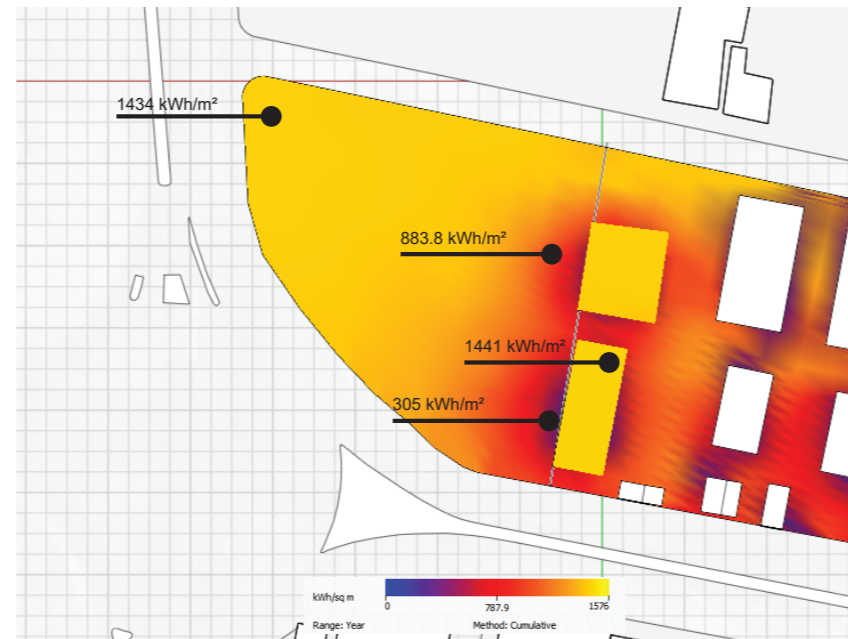 1434 kWh/m²
883.8 kWh/m²
1441 kWh/m²
305 kWh/m²
kWh/sq m
0 787.9 1576
Range: Year Method: Cumulative